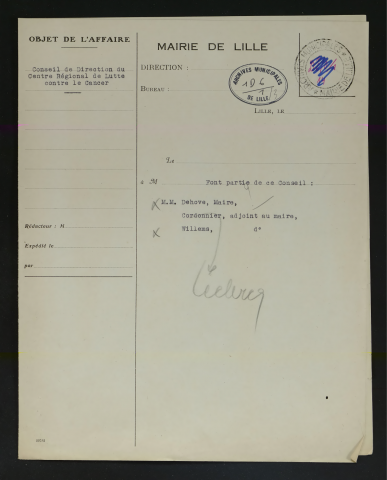 OBJET DE L'AFFAIRE
Conseil de Direction du
Centre Régional de Lutte
contre le Cancer
Rédacteur : M
Expédié le
par
MAIRIE DE LILLE
DIRECTION :
BUREAU :
ARCHIVES MUNICIPALES
DE LILLE
LILLE, LE
Le
à M Font partie de ce Conseil :
M.M. Dehove, Maire,
Cordonnier, adjoint au maire,
Willems, d°
Leclercq